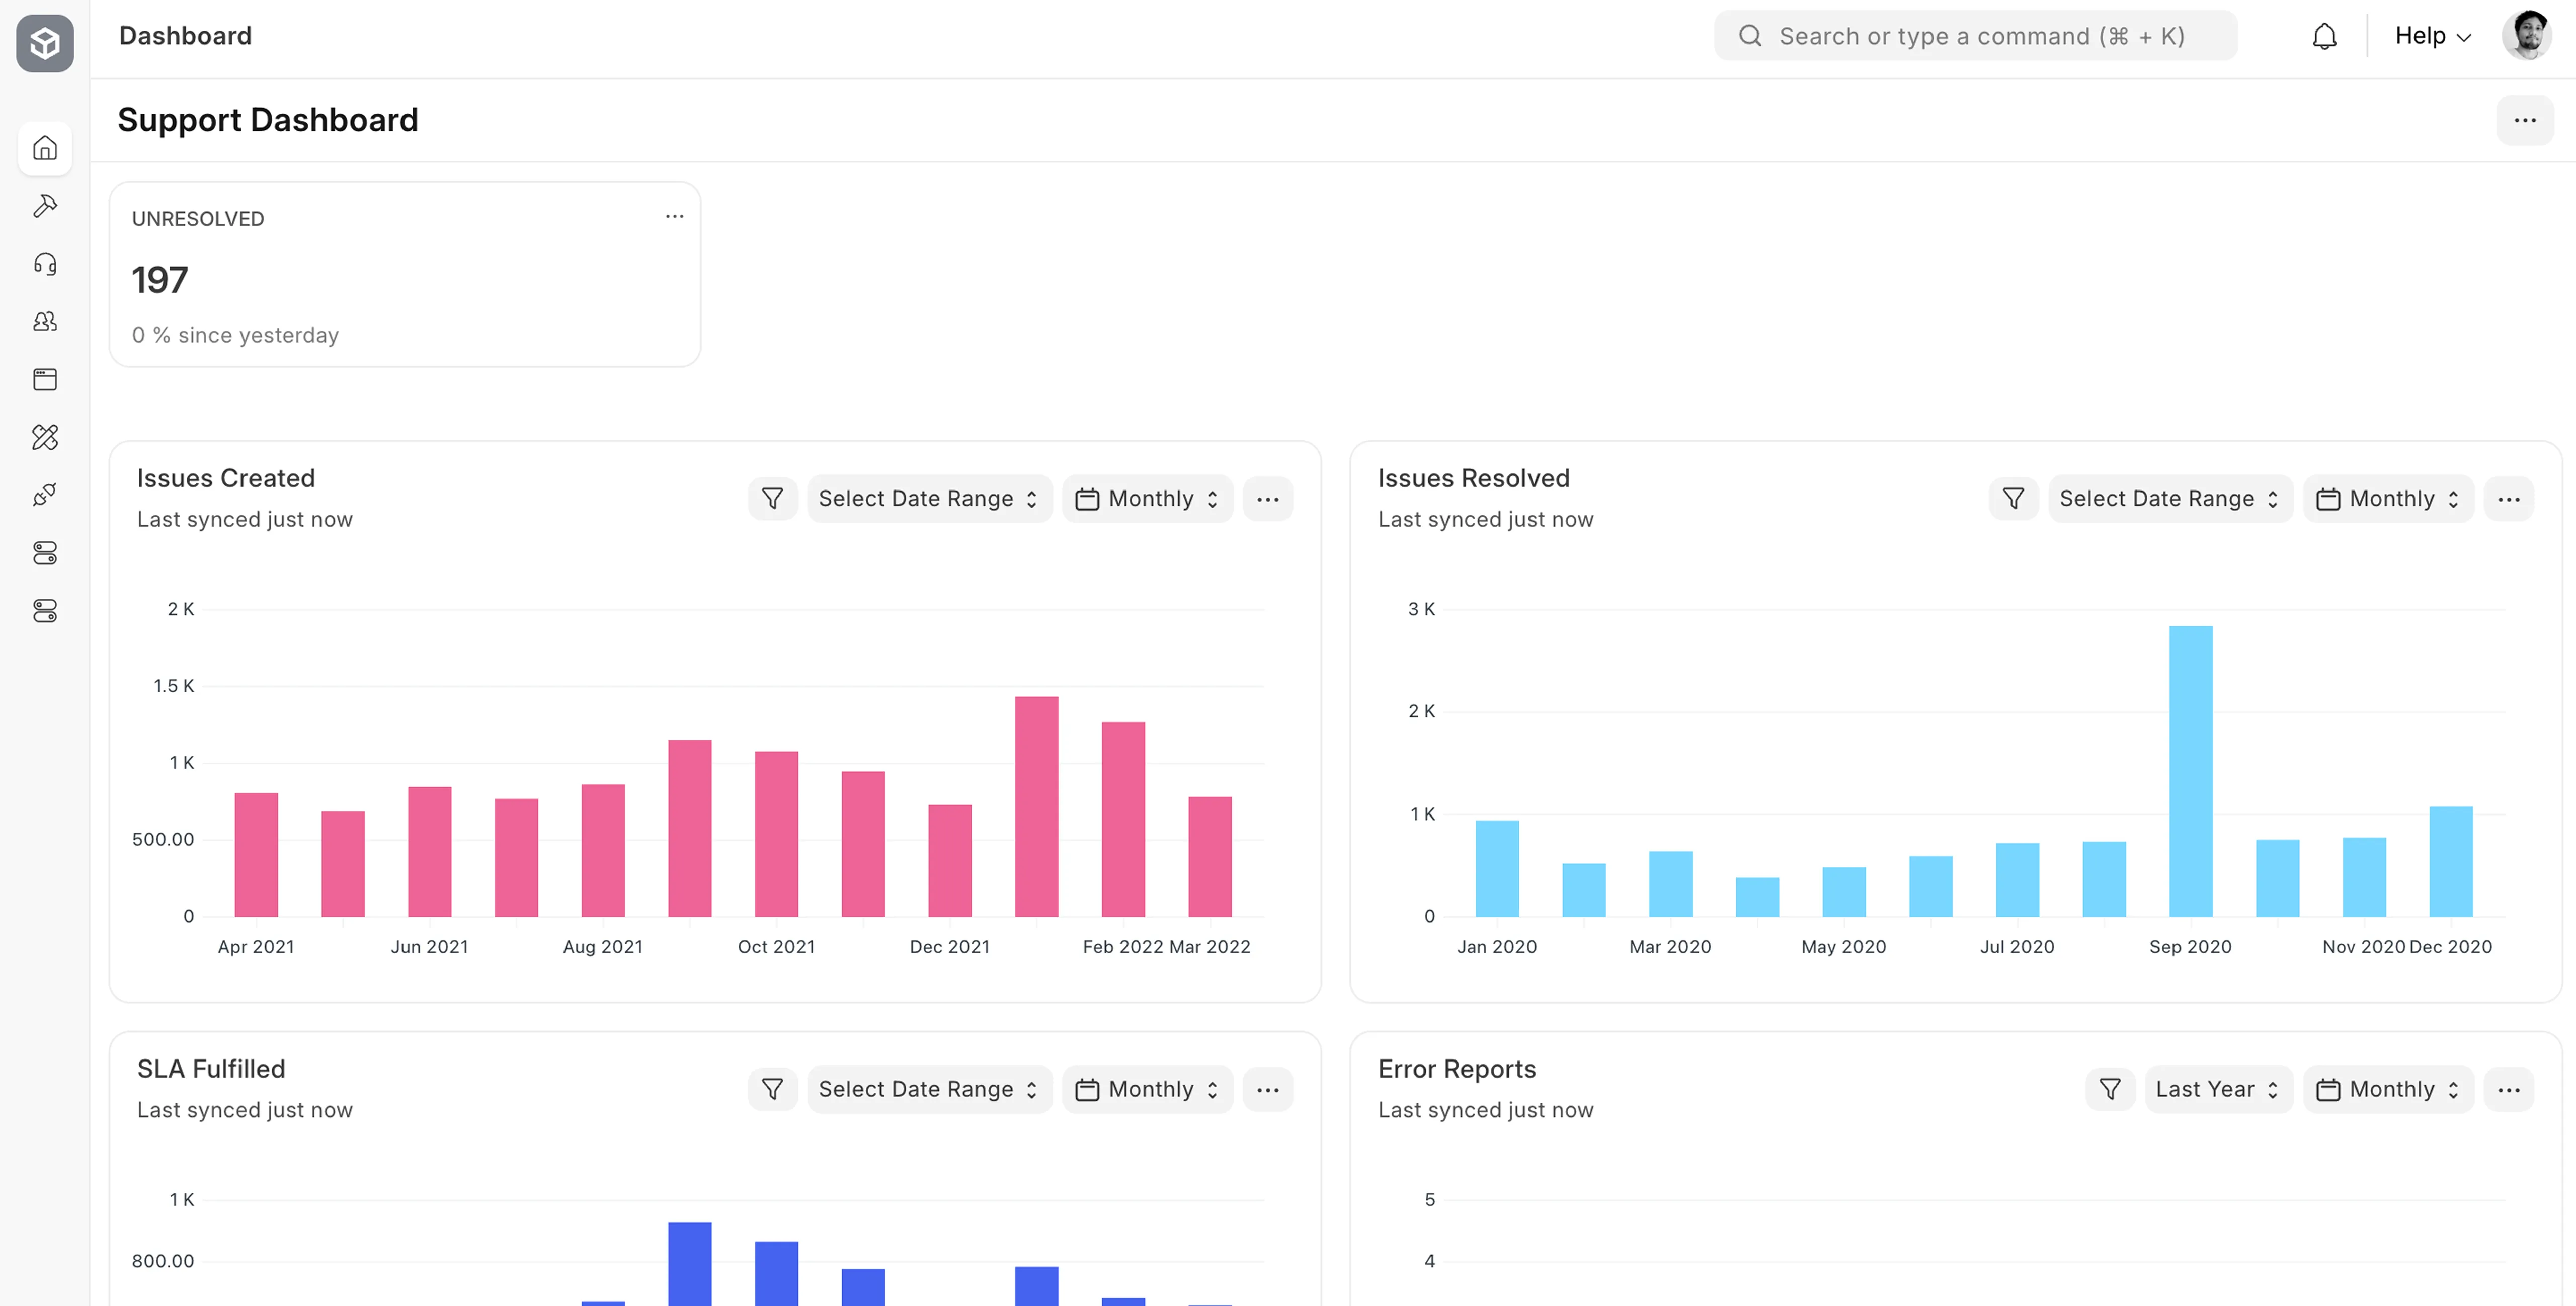 Dashboard
Search or type a command (⌘ + K)
Help
Support Dashboard
UNRESOLVED
197
0 % since yesterday
Issues Created
Last synced just now
Select Date Range
Monthly
2 K
1.5 K
1 K
500.00
0
Apr 2021
Jun 2021
Aug 2021
Oct 2021
Dec 2021
Feb 2022
Mar 2022
Issues Resolved
Last synced just now
Select Date Range
Monthly
3 K
2 K
1 K
0
Jan 2020
Mar 2020
May 2020
Jul 2020
Sep 2020
Nov 2020
Dec 2020
SLA Fulfilled
Last synced just now
Select Date Range
Monthly
1 K
800.00
Error Reports
Last synced just now
Last Year
Monthly
5
4